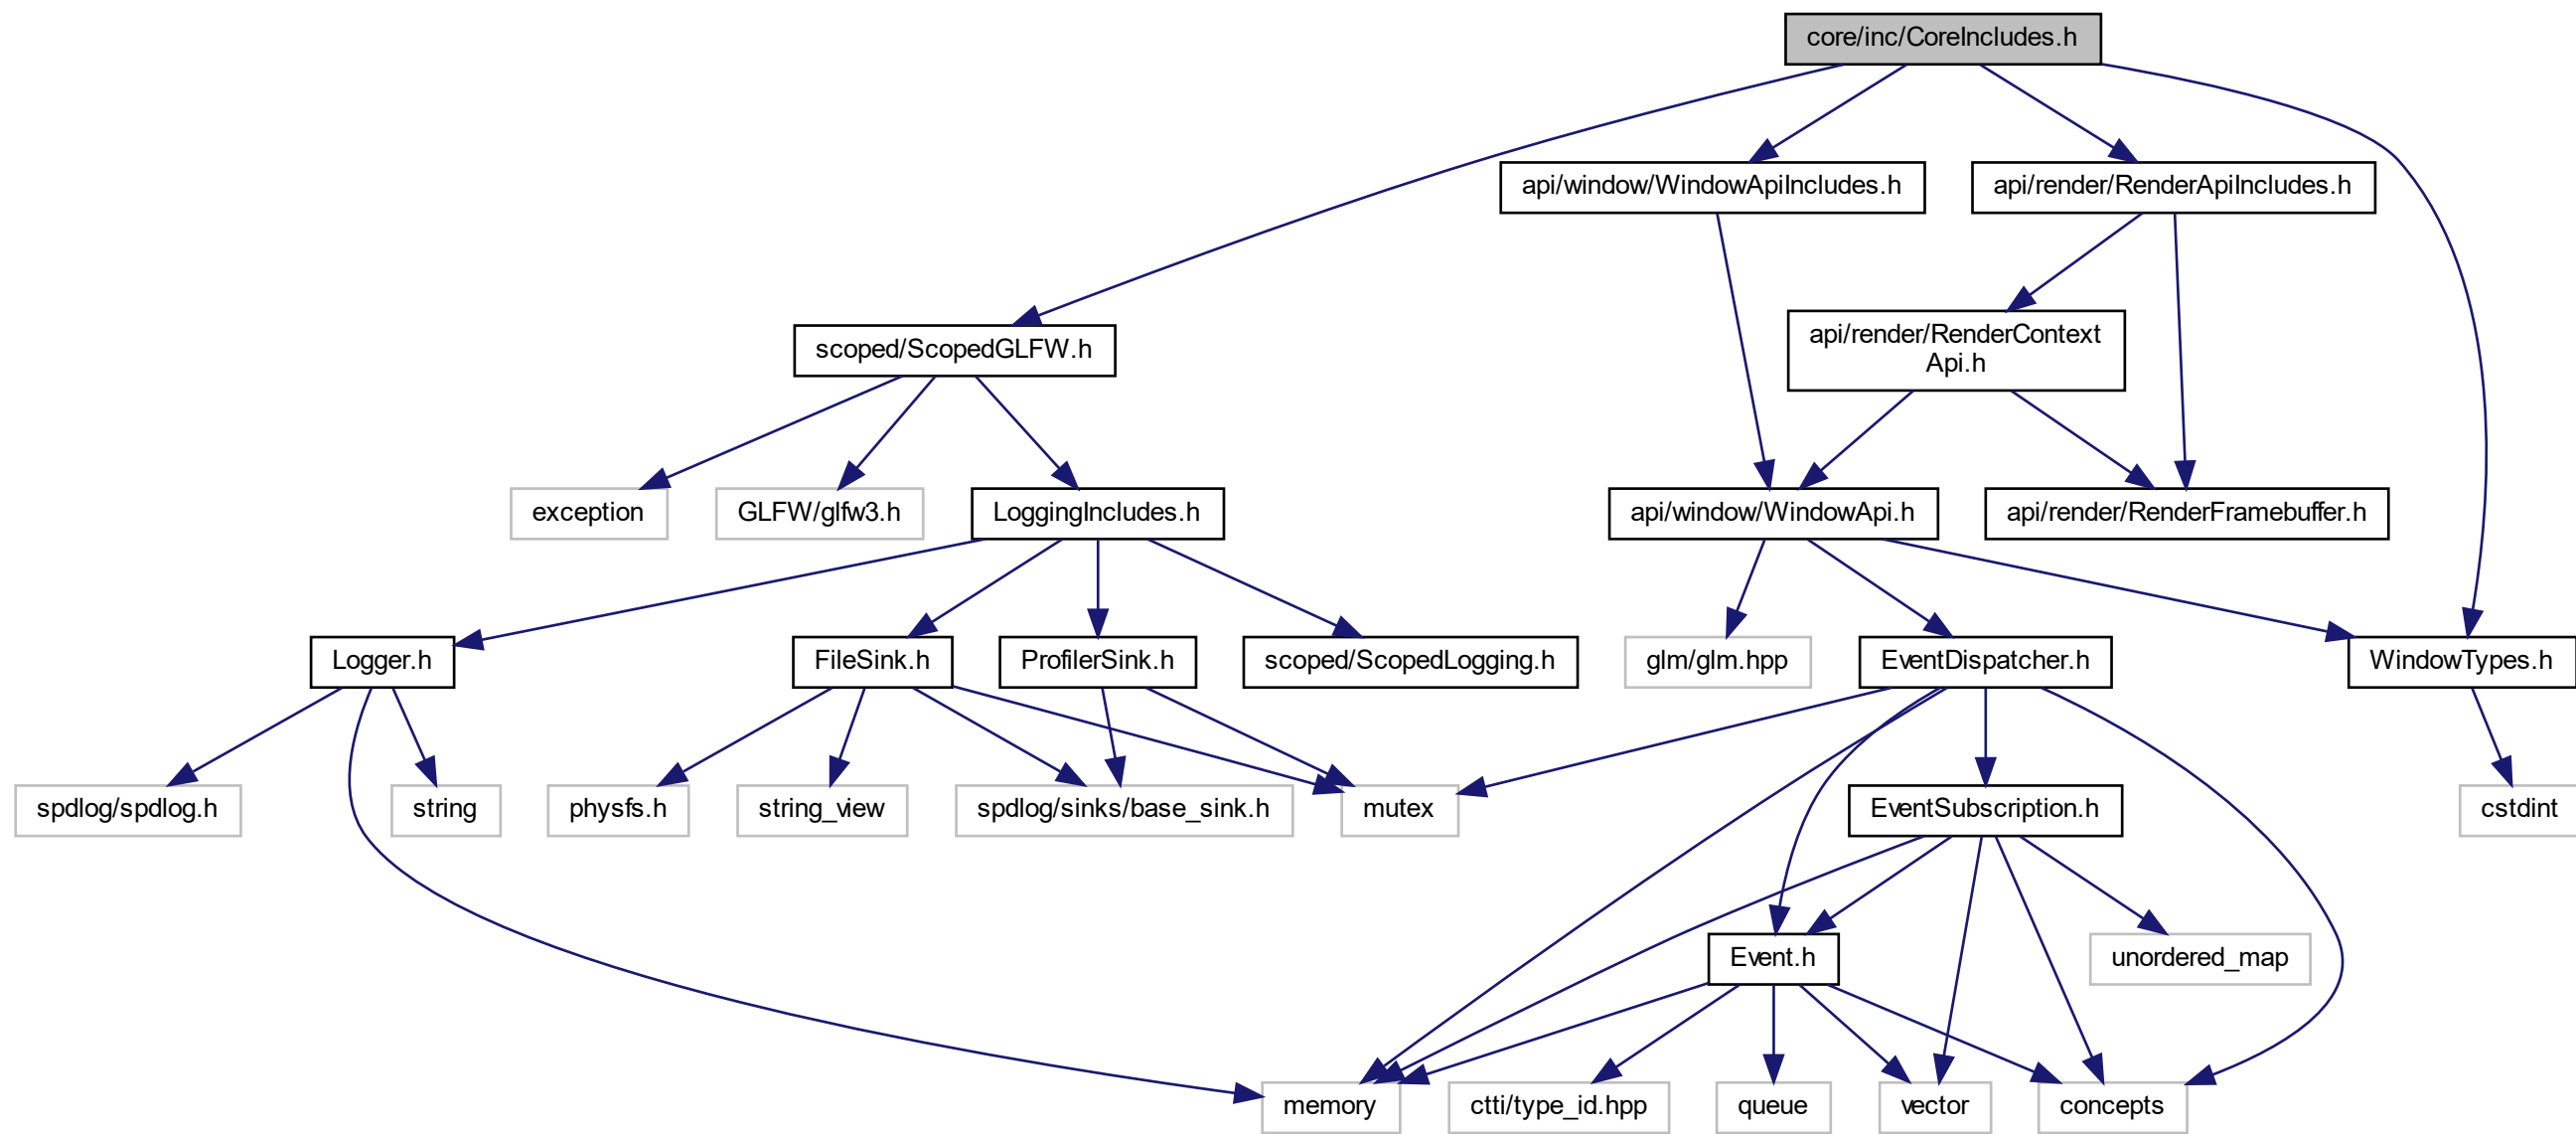 core/inc/CoreIncludes.h
api/window/WindowApiIncludes.h
api/render/RenderApiIncludes.h
scoped/ScopedGLFW.h
api/render/RenderContext
Api.h
exception
GLFW/glfw3.h
LoggingIncludes.h
api/window/WindowApi.h
api/render/RenderFramebuffer.h
Logger.h
FileSink.h
ProfilerSink.h
scoped/ScopedLogging.h
glm/glm.hpp
EventDispatcher.h
WindowTypes.h
spdlog/spdlog.h
string
physfs.h
string_view
spdlog/sinks/base_sink.h
mutex
EventSubscription.h
cstdint
Event.h
unordered_map
memory
ctti/type_id.hpp
queue
vector
concepts